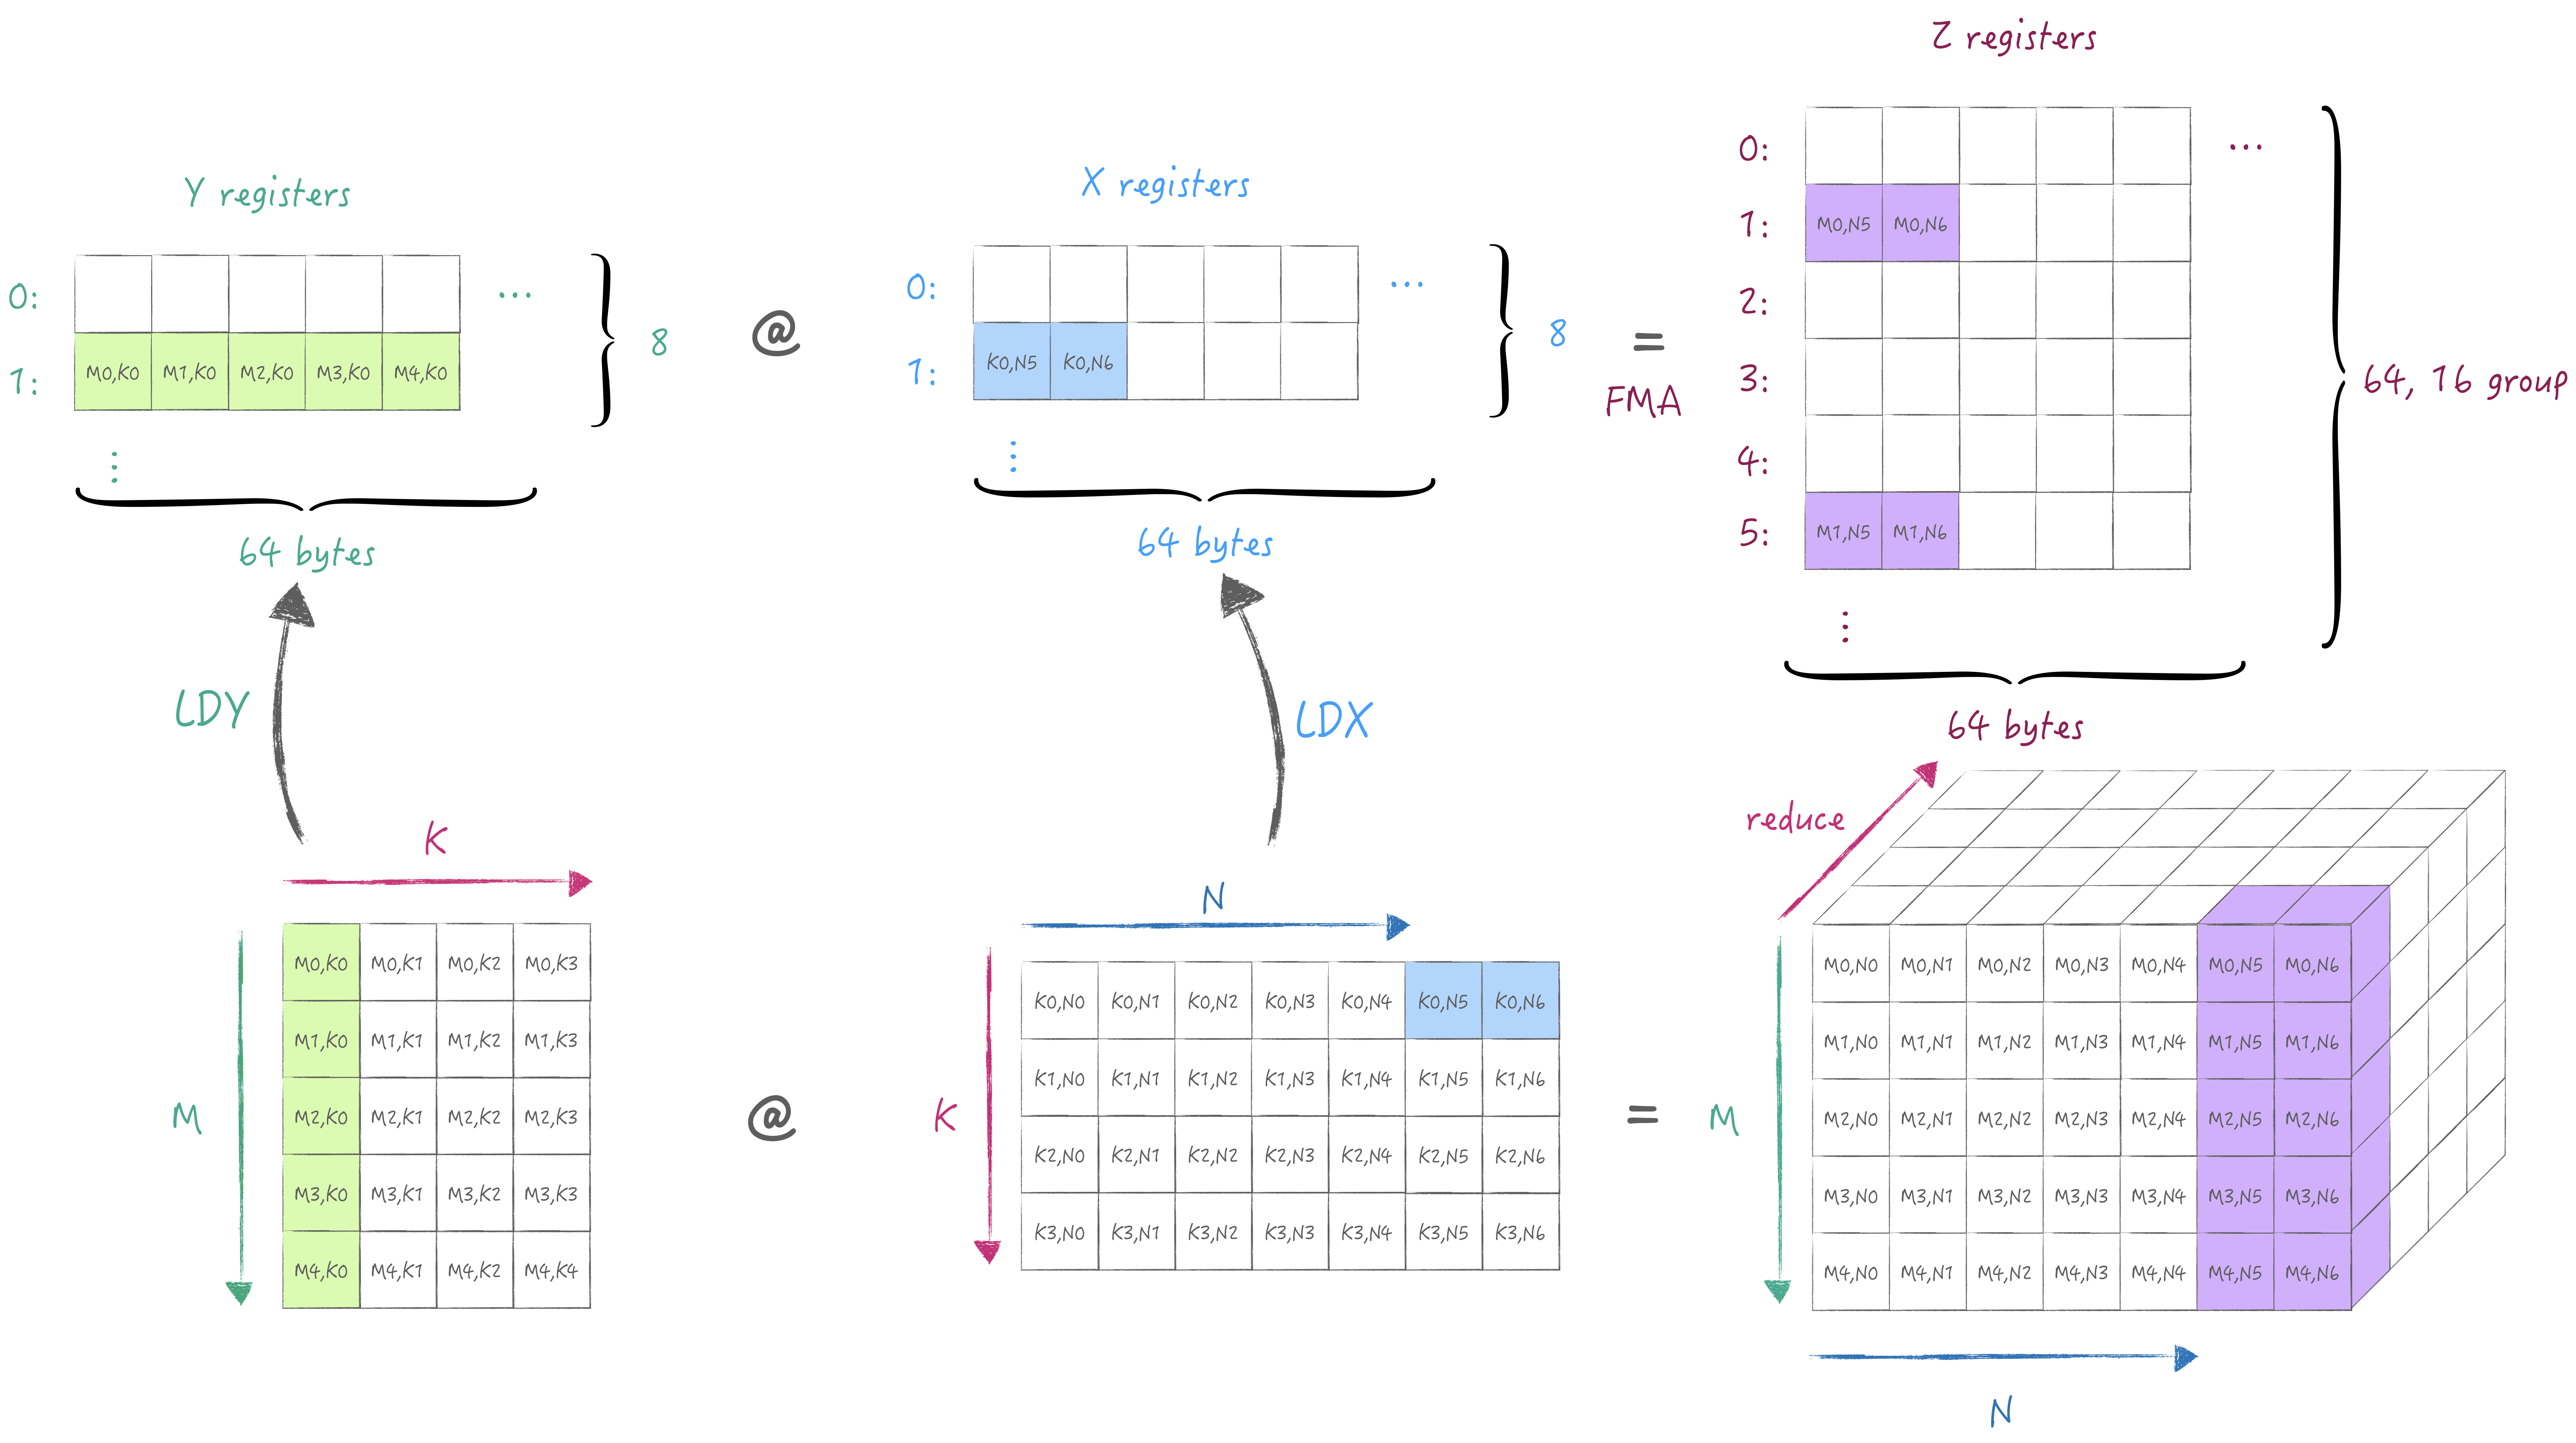 Z registers
Y registers
X registers
0:
1:
...
M0,K0 M1,K0 M2,K0 M3,K0 M4,K0
8
64 bytes
@
0:
1:
...
K0,N5 K0,N6
8
64 bytes
=
FMA
0:
...
1:
M0,N5 M0,N6
2:
3:
4:
5:
M1,N5 M1,N6
64, 16 group
64 bytes
LDY
LDX
K
M
M0,K0 M0,K1 M0,K2 M0,K3
M1,K0 M1,K1 M1,K2 M1,K3
M2,K0 M2,K1 M2,K2 M2,K3
M3,K0 M3,K1 M3,K2 M3,K3
M4,K0 M4,K1 M4,K2 M4,K4
@
N
K
K0,N0 K0,N1 K0,N2 K0,N3 K0,N4 K0,N5 K0,N6
K1,N0 K1,N1 K1,N2 K1,N3 K1,N4 K1,N5 K1,N6
K2,N0 K2,N1 K2,N2 K2,N3 K2,N4 K2,N5 K2,N6
K3,N0 K3,N1 K3,N2 K3,N3 K3,N4 K3,N5 K3,N6
=
reduce
M
M0,N0 M0,N1 M0,N2 M0,N3 M0,N4 M0,N5 M0,N6
M1,N0 M1,N1 M1,N2 M1,N3 M1,N4 M1,N5 M1,N6
M2,N0 M2,N1 M2,N2 M2,N3 M2,N4 M2,N5 M2,N6
M3,N0 M3,N1 M3,N2 M3,N3 M3,N4 M3,N5 M3,N6
M4,N0 M4,N1 M4,N2 M4,N3 M4,N4 M4,N5 M4,N6
N